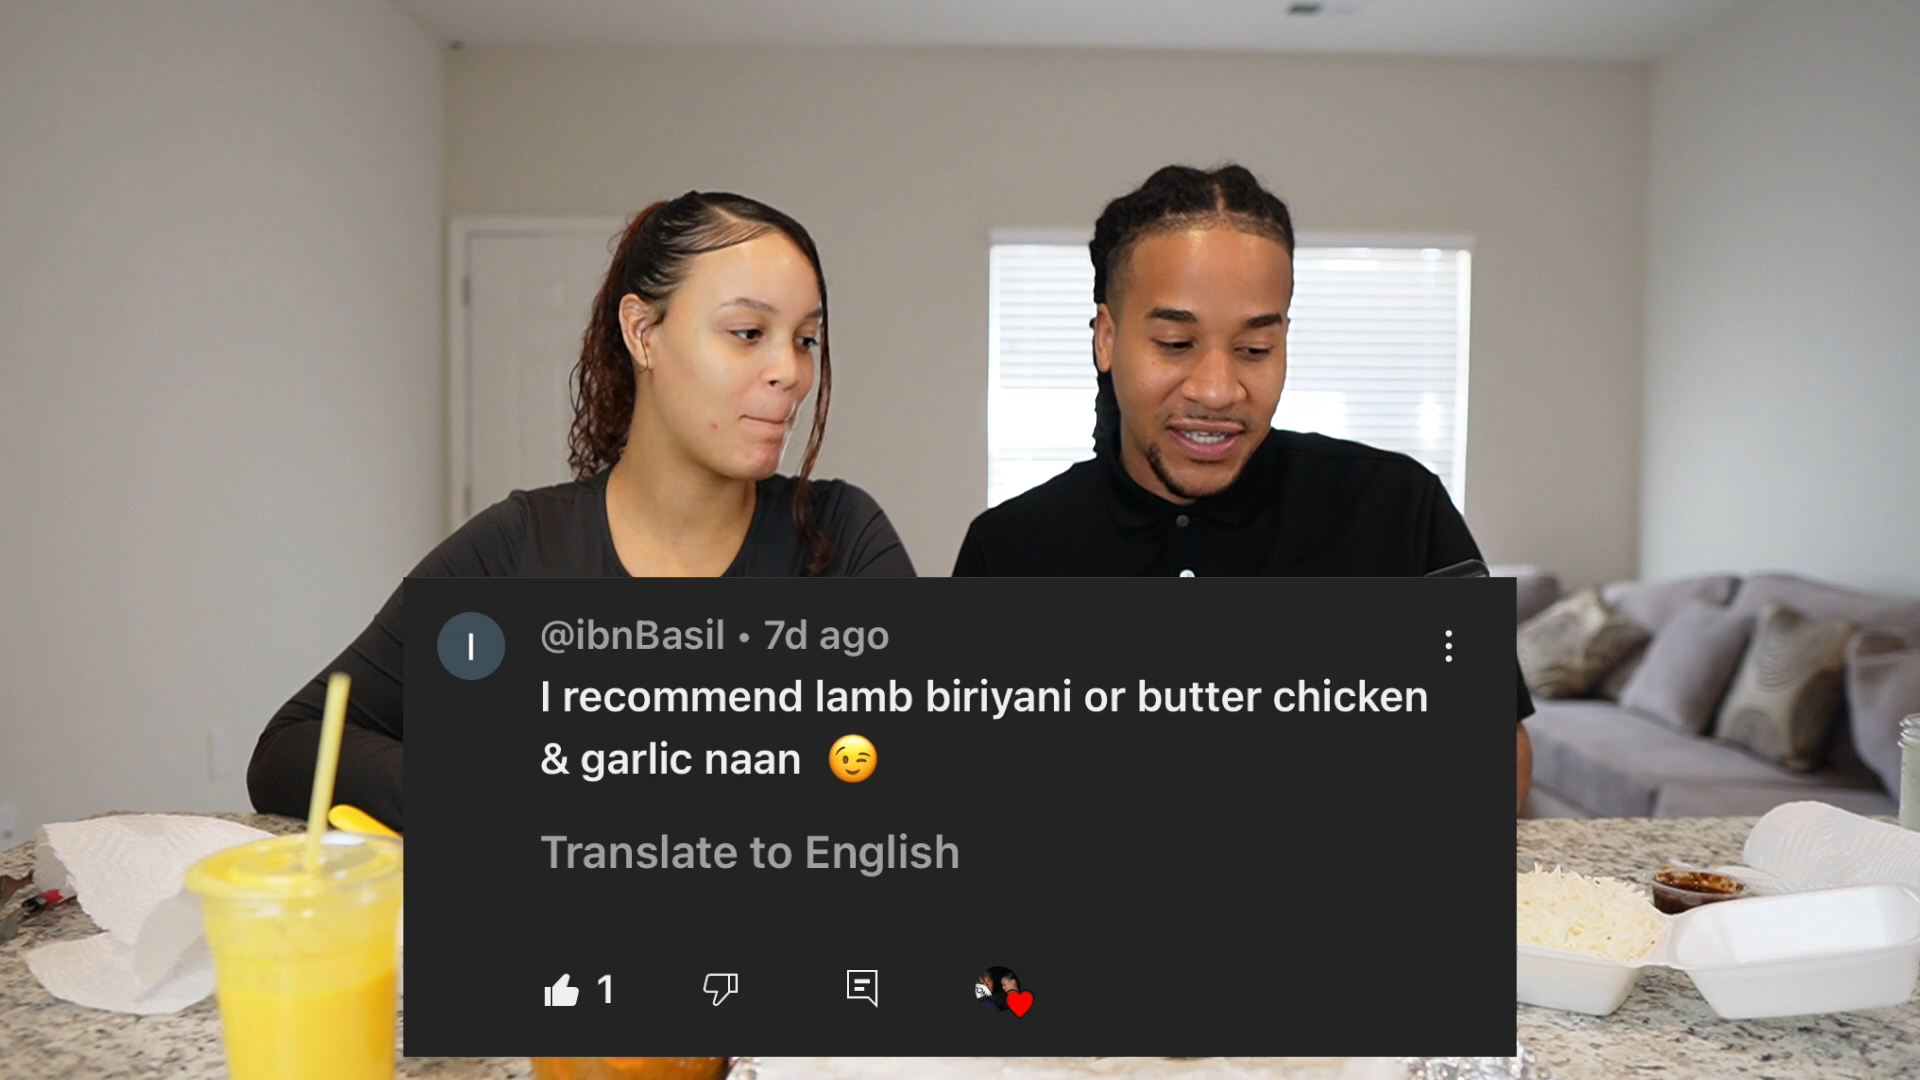 I
@ibnBasil • 7d ago
I recommend lamb biriyani or butter chicken
& garlic naan 😉
Translate to English
1